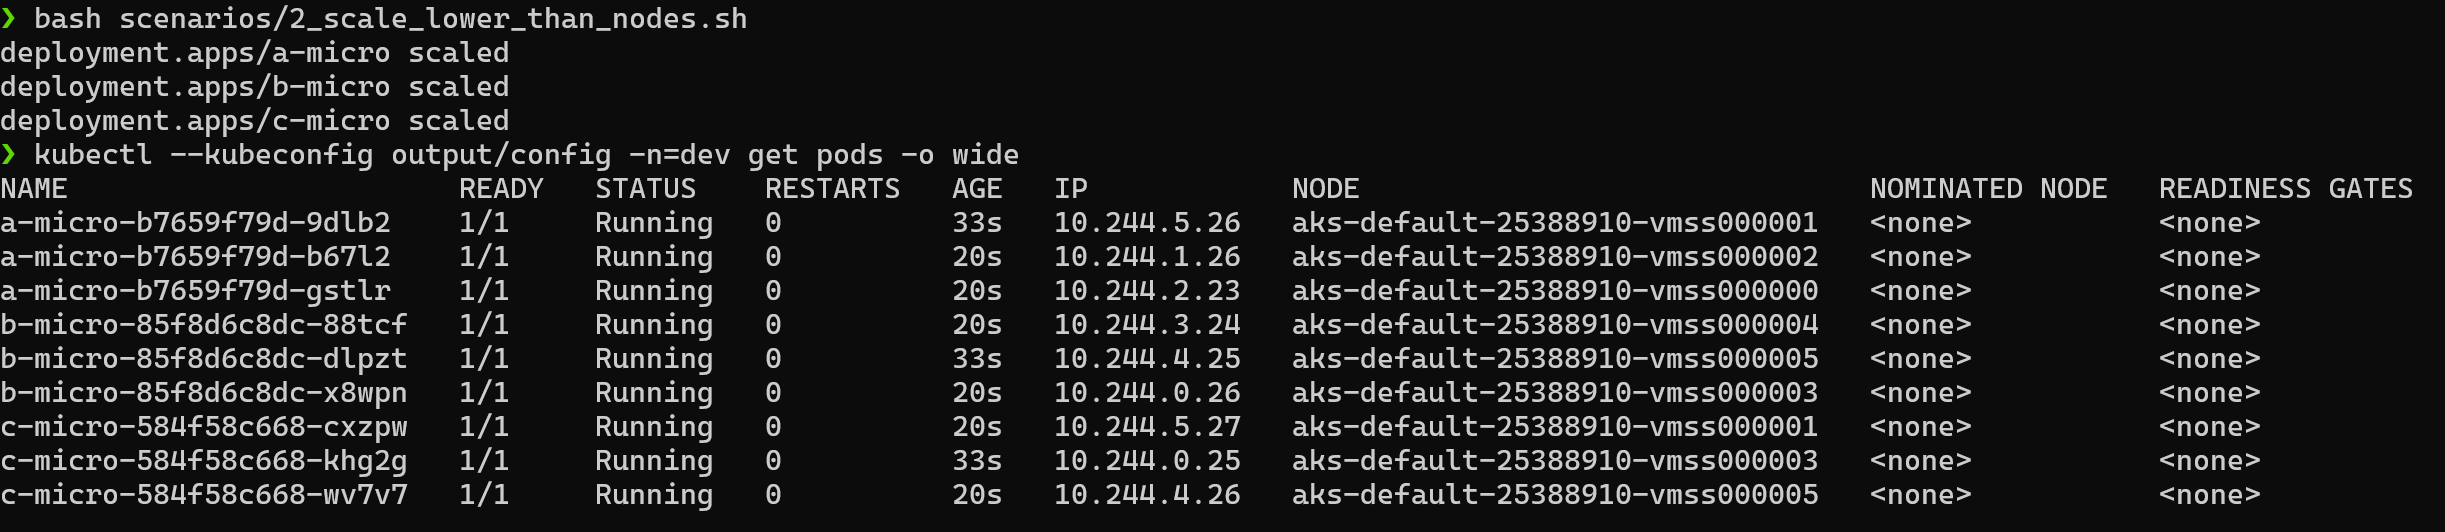 ❯ bash scenarios/2_scale_lower_than_nodes.sh
deployment.apps/a-micro scaled
deployment.apps/b-micro scaled
deployment.apps/c-micro scaled
❯ kubectl --kubeconfig output/config -n=dev get pods -o wide
NAME                       READY   STATUS    RESTARTS   AGE   IP            NODE                              NOMINATED NODE   READINESS GATES
a-micro-b7659f79d-9dlb2    1/1     Running   0          33s   10.244.5.26   aks-default-25388910-vmss000001   <none>           <none>
a-micro-b7659f79d-b67l2    1/1     Running   0          20s   10.244.1.26   aks-default-25388910-vmss000002   <none>           <none>
a-micro-b7659f79d-gstlr    1/1     Running   0          20s   10.244.2.23   aks-default-25388910-vmss000000   <none>           <none>
b-micro-85f8d6c8dc-88tcf   1/1     Running   0          20s   10.244.3.24   aks-default-25388910-vmss000004   <none>           <none>
b-micro-85f8d6c8dc-dlpzt   1/1     Running   0          33s   10.244.4.25   aks-default-25388910-vmss000005   <none>           <none>
b-micro-85f8d6c8dc-x8wpn   1/1     Running   0          20s   10.244.0.26   aks-default-25388910-vmss000003   <none>           <none>
c-micro-584f58c668-cxzpw   1/1     Running   0          20s   10.244.5.27   aks-default-25388910-vmss000001   <none>           <none>
c-micro-584f58c668-khg2g   1/1     Running   0          33s   10.244.0.25   aks-default-25388910-vmss000003   <none>           <none>
c-micro-584f58c668-wv7v7   1/1     Running   0          20s   10.244.4.26   aks-default-25388910-vmss000005   <none>           <none>